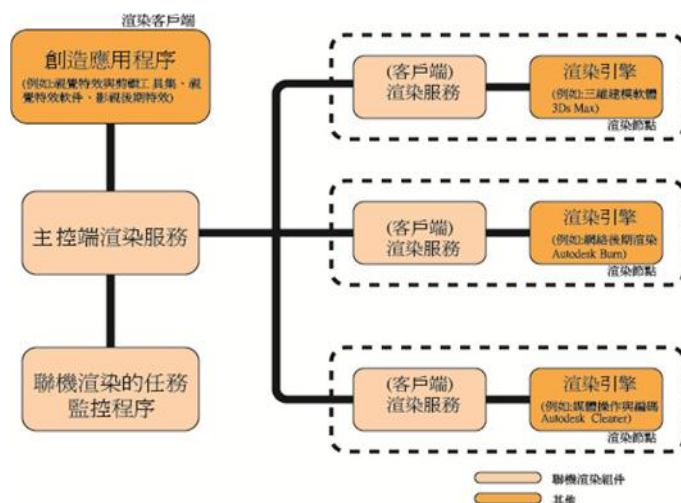 渲染客戶端
創造應用程序
(例如:視覺特效與剪輯工具集、視
覺特效軟件、影視後期特效)
主控端渲染服務
聯機渲染的任務
監控程序
(客戶端)
渲染服務
渲染引擎
(例如:三維建模軟體
3Ds Max)
渲染節點
(客戶端)
渲染服務
渲染引擎
(例如:網絡後期渲染
Autodesk Burn)
渲染節點
(客戶端)
渲染服務
渲染引擎
(例如:媒體操作與編碼
Autodesk Cleaner)
渲染節點
聯機渲染組件
其他